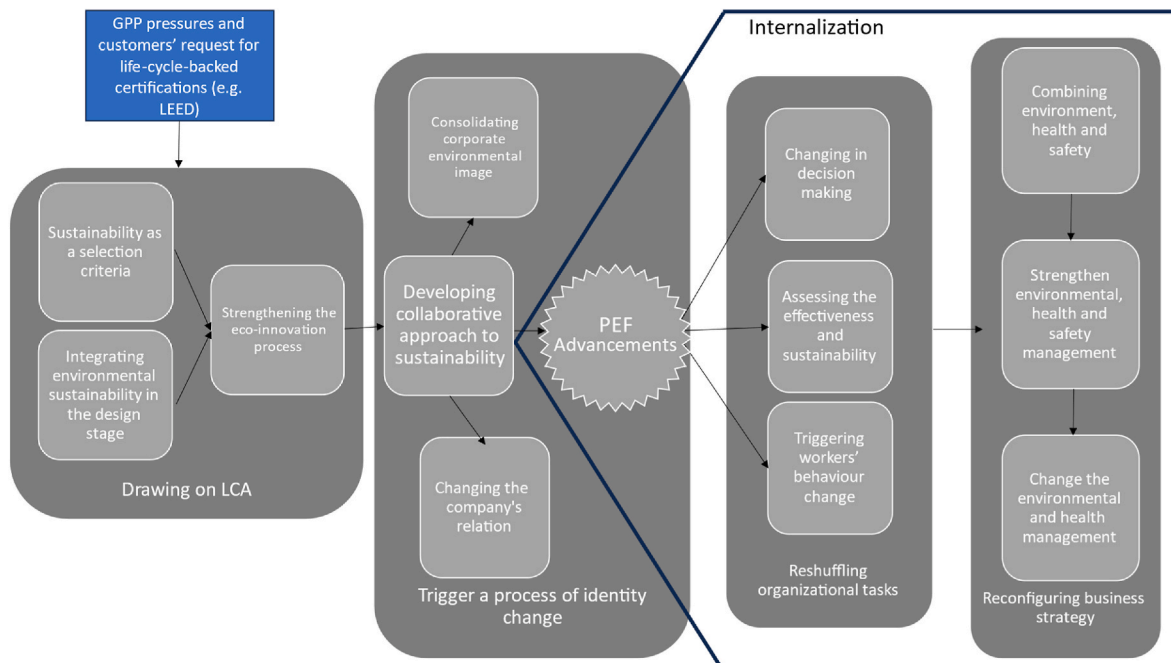 GPP pressures and
customers' request for
life-cycle-backed
certifications (e.g.
LEED)
Sustainability as
a selection
criteria
Integrating
environmental
sustainability in
the design
stage
Strengthening the
eco-innovation
process
Drawing on LCA
Consolidating
corporate
environmental
image
Developing
collaborative
approach to
sustainability
Changing the
company's
relation
Trigger a process of identity
change
PEF
Advancements
Internalization
Changing in
decision
making
Assessing the
effectiveness
and
sustainability
Triggering
workers'
behaviour
change
Reshuffling
organizational tasks
Combining
environment,
health and
safety
Strengthen
environmental,
health and
safety
management
Change the
environmental
and health
management
Reconfiguring business
strategy